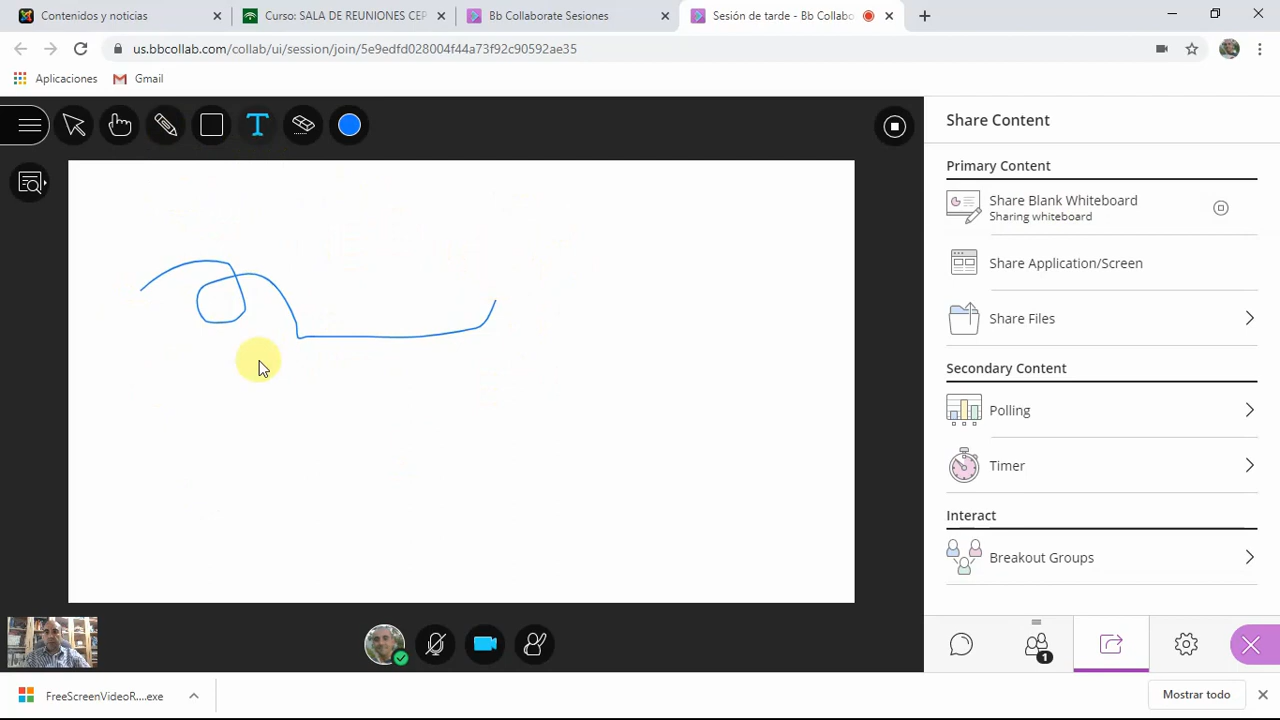 Contenidos y noticias
Curso: SALA DE REUNIONES CEP
Bb Collaborate Sesiones
Sesión de tarde - Bb Collabo
us.bbcollab.com/collab/ui/session/join/5e9edfd028004f44a73f92c90592ae35
Aplicaciones
Gmail
T
Share Content
Primary Content
Share Blank Whiteboard
Sharing whiteboard
Share Application/Screen
Share Files
Secondary Content
Polling
Timer
Interact
Breakout Groups
1
FreeScreenVideoR....exe
Mostrar todo